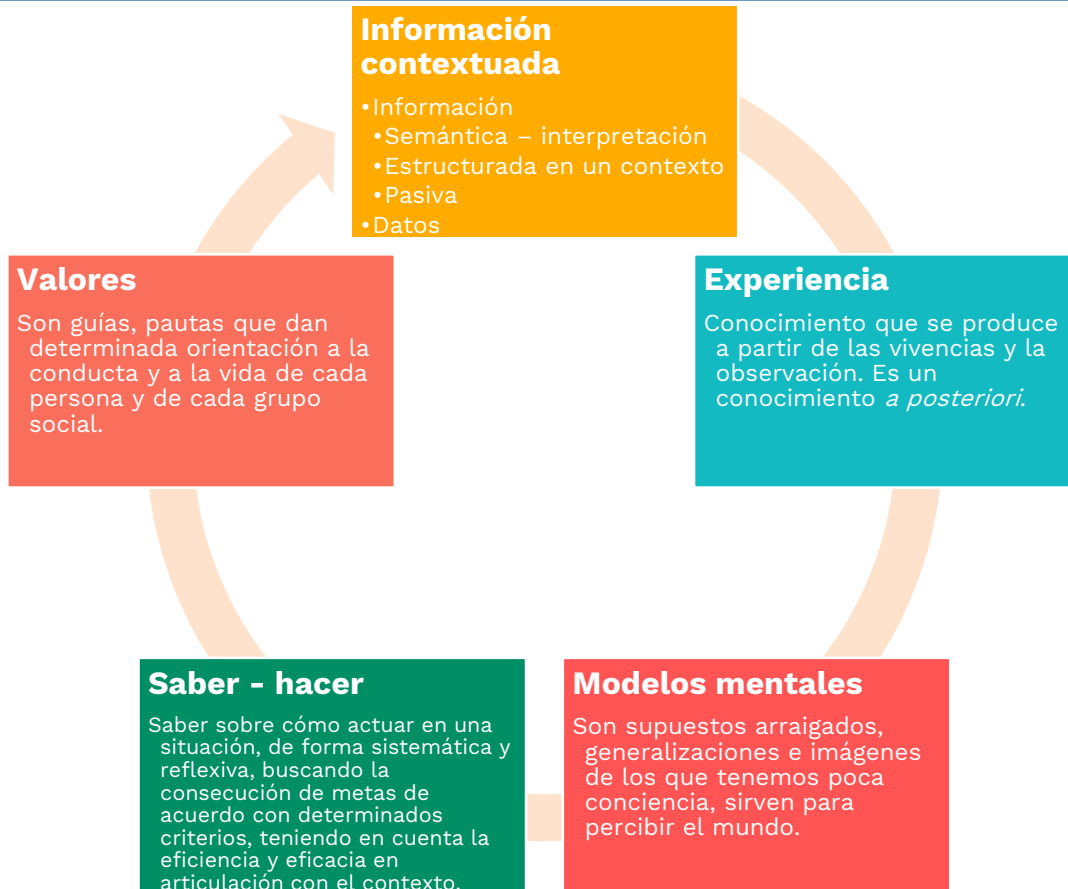 Información
contextuada
•Información
•Semántica – interpretación
•Estructurada en un contexto
•Pasiva
•Datos
Valores
Son guías, pautas que dan
determinada orientación a la
conducta y a la vida de cada
persona y de cada grupo
social.
Experiencia
Conocimiento que se produce
a partir de las vivencias y la
observación. Es un
conocimiento a posteriori.
Saber - hacer
Saber sobre cómo actuar en una
situación, de forma sistemática y
reflexiva, buscando la
consecución de metas de
acuerdo con determinados
criterios, teniendo en cuenta la
eficiencia y eficacia en
articulación con el contexto.
Modelos mentales
Son supuestos arraigados,
generalizaciones e imágenes
de los que tenemos poca
conciencia, sirven para
percibir el mundo.